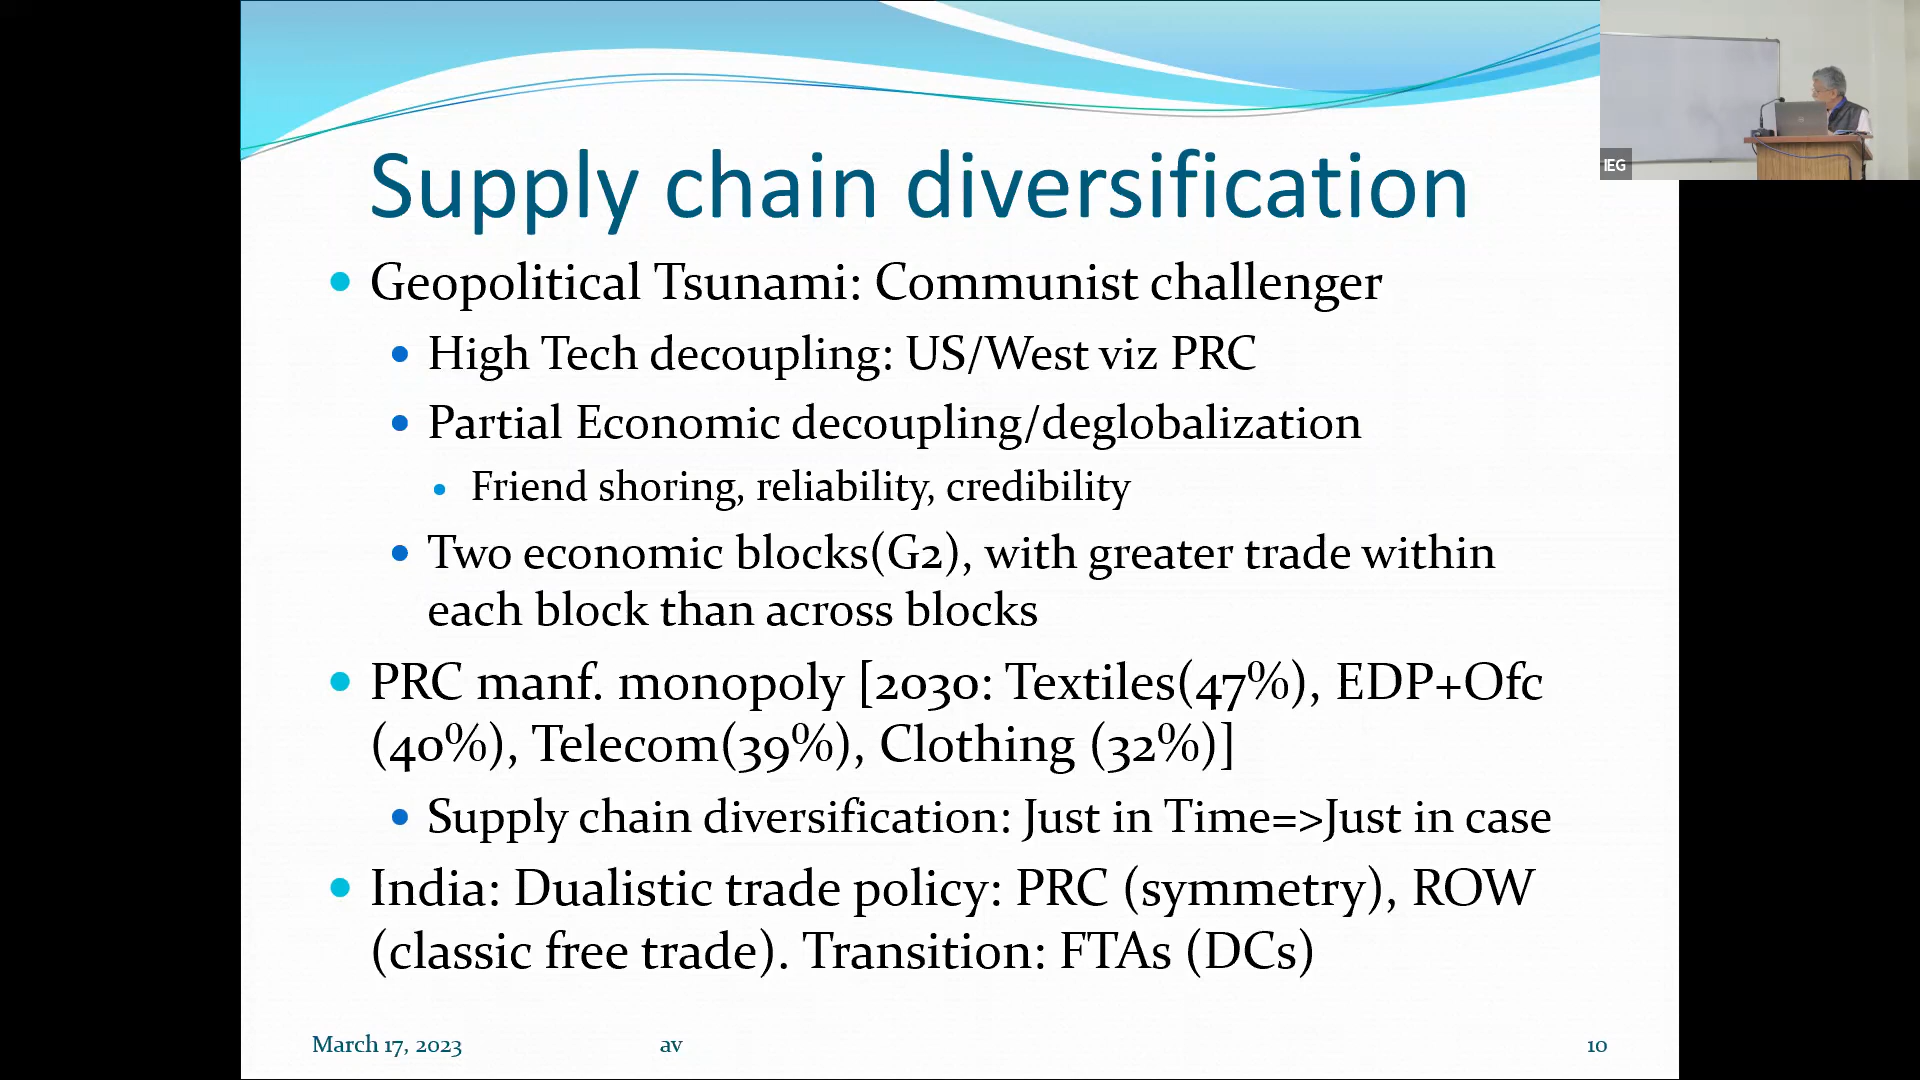 IEG
Supply chain diversification
Geopolitical Tsunami: Communist challenger
High Tech decoupling: US/West viz PRC
Partial Economic decoupling/deglobalization
Friend shoring, reliability, credibility
Two economic blocks(G2), with greater trade within
each block than across blocks
PRC manf. monopoly [2030: Textiles(47%), EDP+Ofc
(40%), Telecom(39%), Clothing (32%)]
Supply chain diversification: Just in Time=>Just in case
India: Dualistic trade policy: PRC (symmetry), ROW
(classic free trade). Transition: FTAs (DCs)
March 17, 2023 av 10